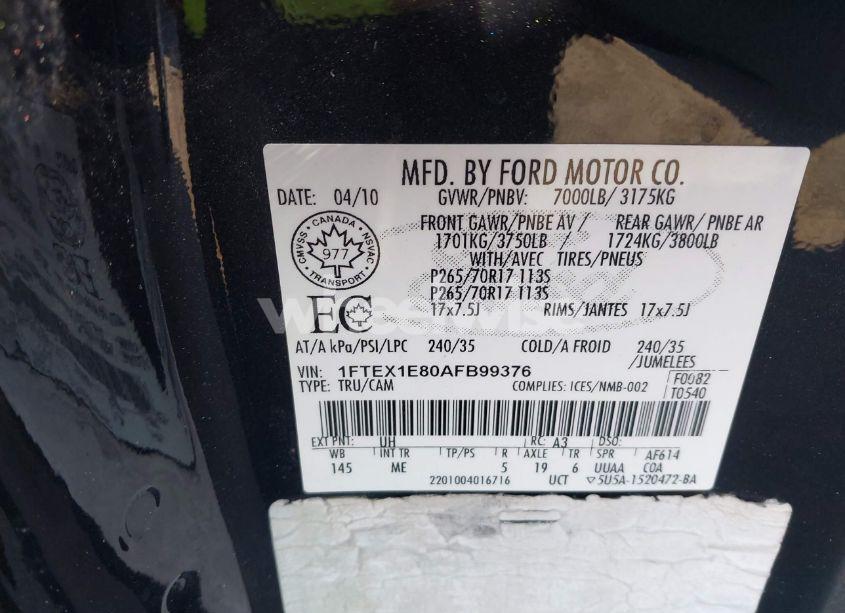 MFD. BY FORD MOTOR CO.
DATE: 04/10 GVWR/PNBV: 7000LB/ 3175KG
FRONT GAWR/PNBE AV / REAR GAWR/ PNBE AR
1701KG/3750LB / 1724KG/3800LB
WITH/AVEC TIRES/PNEUS
P265/70R17 113S
P265/70R17 113S
17x7.5J RIMS/JANTES 17x7.5J
CMVSS · CANADA · NSVAC
977
TRANSPORT
EC
AT/A kPa/PSI/LPC 240/35 COLD/A FROID 240/35
/JUMELEES
VIN: 1FTEX1E80AFB99376
F0082
TYPE: TRU/CAM COMPLIES: ICES/NMB-002
T0540
EXT PNT: UH RC: A3 DSO:
WB INT TR TP/PS R AXLE TR SPR AF614
145 ME 5 19 6 UUAA C0A
2201004016716 UCT ▽5U5A-1520472-BA